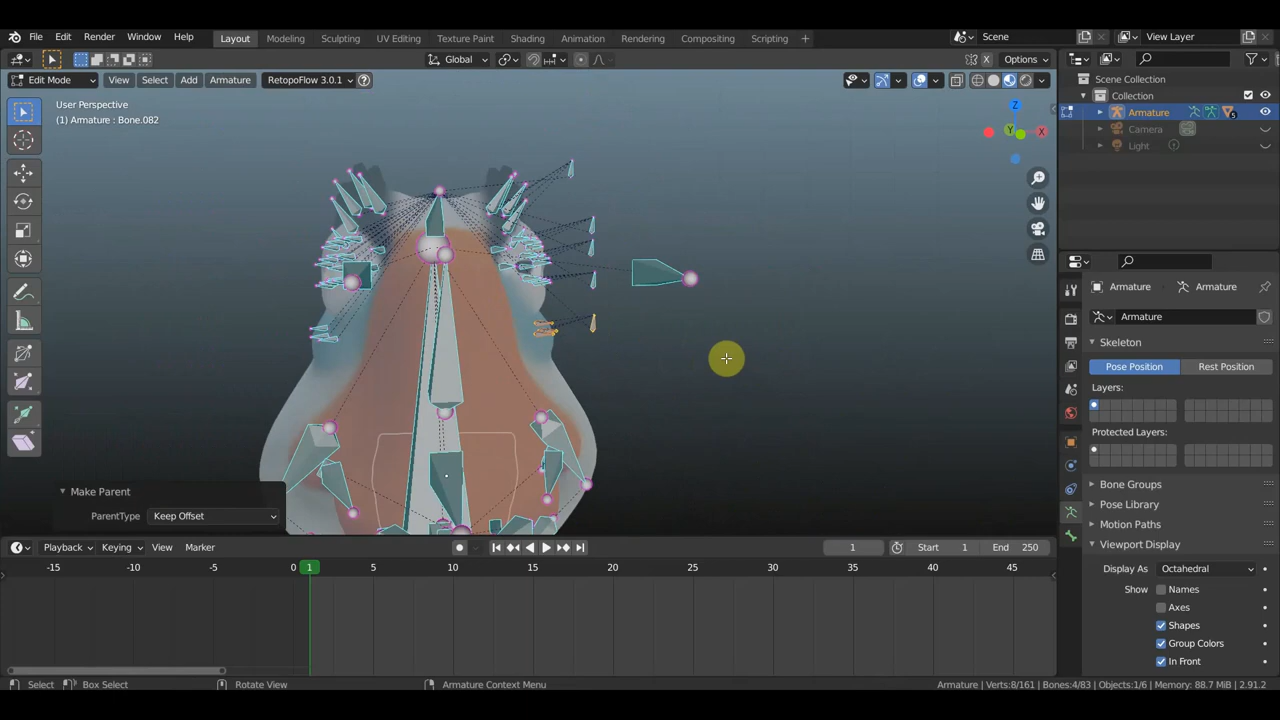 File Edit Render Window Help Layout Modeling Sculpting UV Editing Texture Paint Shading Animation Rendering Compositing Scripting + Scene View Layer
Global Options
Edit Mode View Select Add Armature RetopoFlow 3.0.1
User Perspective
(1) Armature : Bone.082
Scene Collection
Collection
Armature 5
Camera
Light
Z
X
Y
Armature Armature
Armature
Skeleton
Pose Position Rest Position
Layers:
Protected Layers:
Bone Groups
Pose Library
Motion Paths
Viewport Display
Display As Octahedral
Show Names
Axes
Shapes
Group Colors
In Front
Make Parent
ParentType Keep Offset
Playback Keying View Marker 1 Start 1 End 250
-15 -10 -5 0 1 5 10 15 20 25 30 35 40 45
Select Box Select Rotate View Armature Context Menu Armature | Verts:8/161 | Bones:4/83 | Objects:1/6 | Memory: 88.7 MiB | 2.91.2